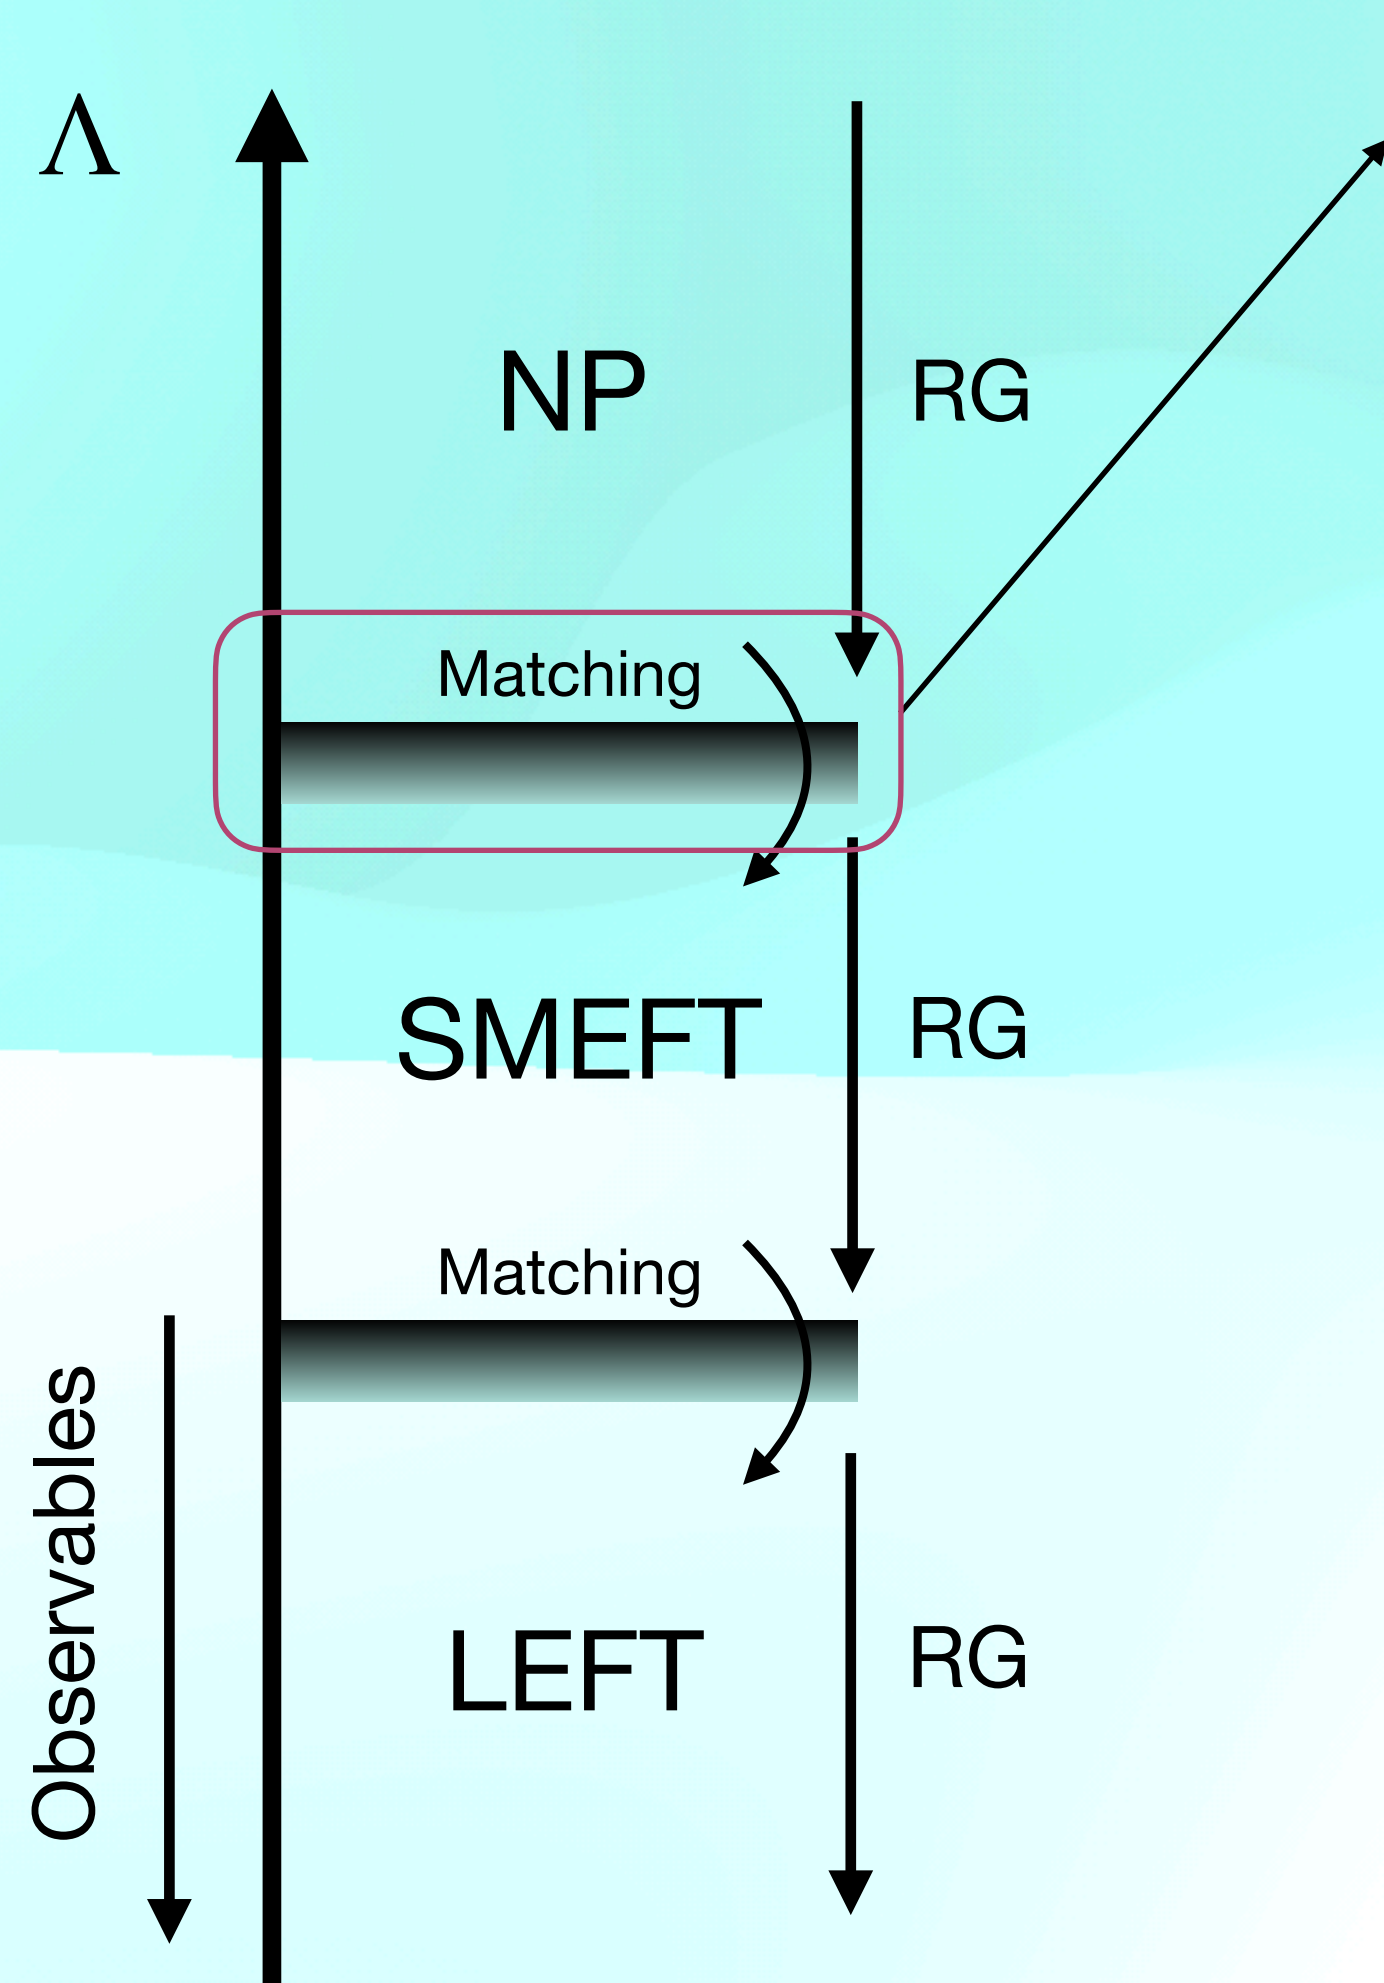 Λ
NP
RG
Matching
SMEFT
RG
Matching
Observables
LEFT
RG